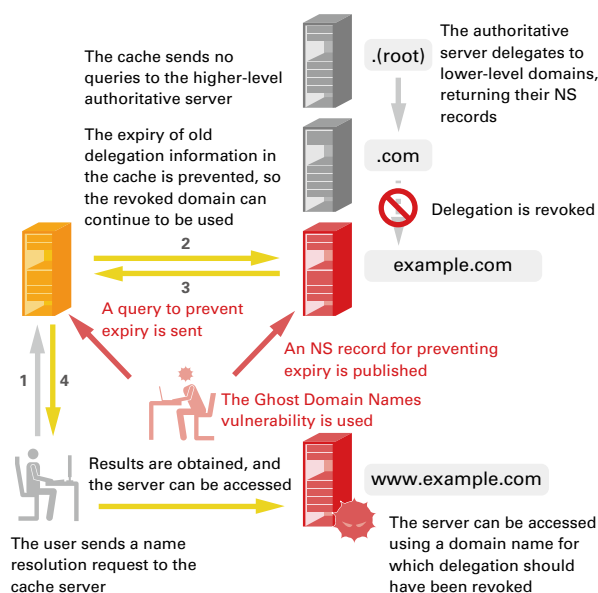 The cache sends no
queries to the higher-level
authoritative server
.(root)
The authoritative
server delegates to
lower-level domains,
returning their NS
records
The expiry of old
delegation information in
the cache is prevented, so
the revoked domain can
continue to be used
.com
Delegation is revoked
example.com
2
3
A query to prevent
expiry is sent
An NS record for preventing
expiry is published
1
4
The Ghost Domain Names
vulnerability is used
Results are obtained, and
the server can be accessed
www.example.com
The user sends a name
resolution request to the
cache server
The server can be accessed
using a domain name for
which delegation should
have been revoked